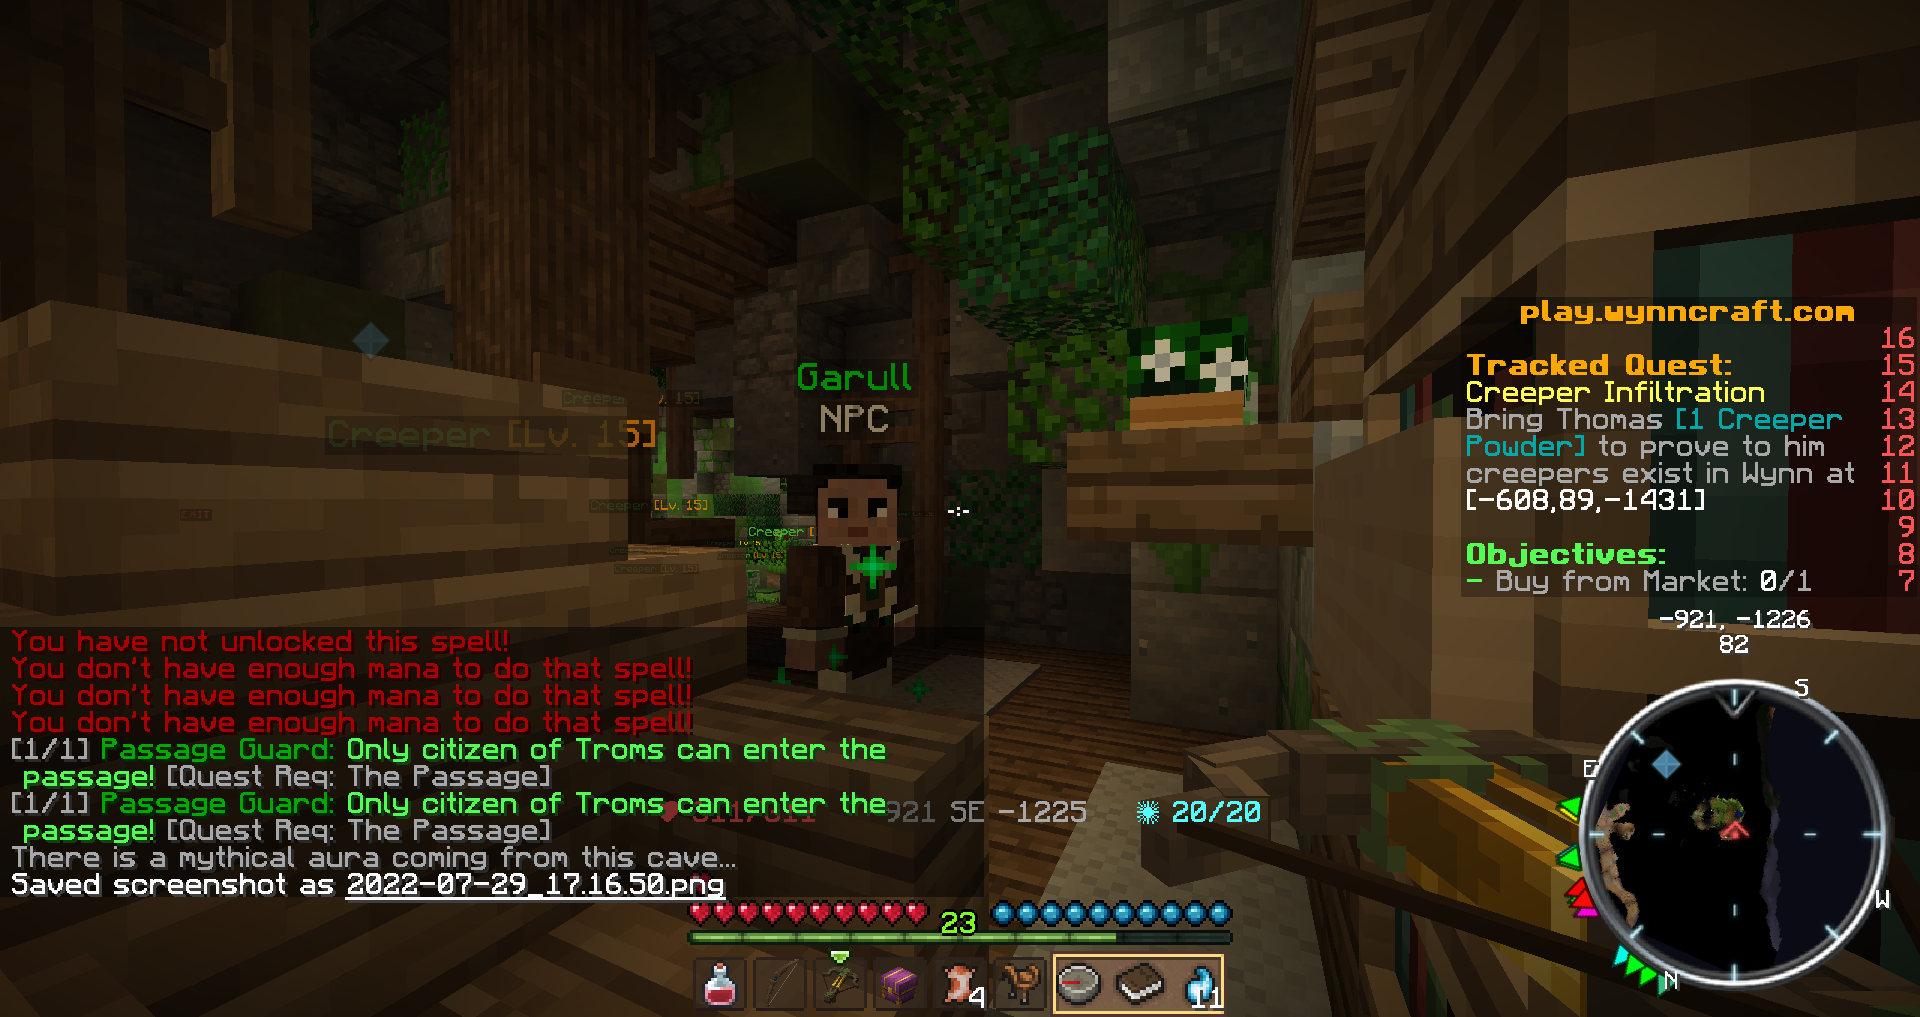 play.wynncraft.com
16
Tracked Quest:
15
Creeper Infiltration
14
Bring Thomas [1 Creeper
13
Powder] to prove to him
12
creepers exist in Wynn at
11
[-608,89,-1431]
10
9
Objectives:
8
- Buy from Market: 0/1
7
-921, -1226
82
Garull
NPC
Creeper [Lv. 15]
Creeper [Lv. 15]
Creeper [
EXIT
Creeper [Lv. 15]
You have not unlocked this spell!
You don't have enough mana to do that spell!
You don't have enough mana to do that spell!
You don't have enough mana to do that spell!
[1/1] Passage Guard: Only citizen of Troms can enter the
passage! [Quest Req: The Passage]
[1/1] Passage Guard: Only citizen of Troms can enter the
passage! [Quest Req: The Passage]
921 SE -1225
20/20
There is a mythical aura coming from this cave...
Saved screenshot as 2022-07-29_17.16.50.png
23
4
11
S
E
W
N